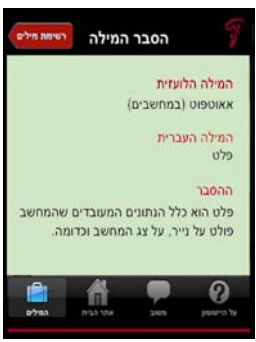 הסבר המילה
רשימת מילים
המילה הלועזית
אאוטפוט (במחשבים)
המילה העברית
פלט
ההסבר
פלט הוא כלל הנתונים המעובדים שהמחשב
פולט על נייר, על צג המחשב וכדומה.
על היישומון
משוב
אתר הבית
המילים